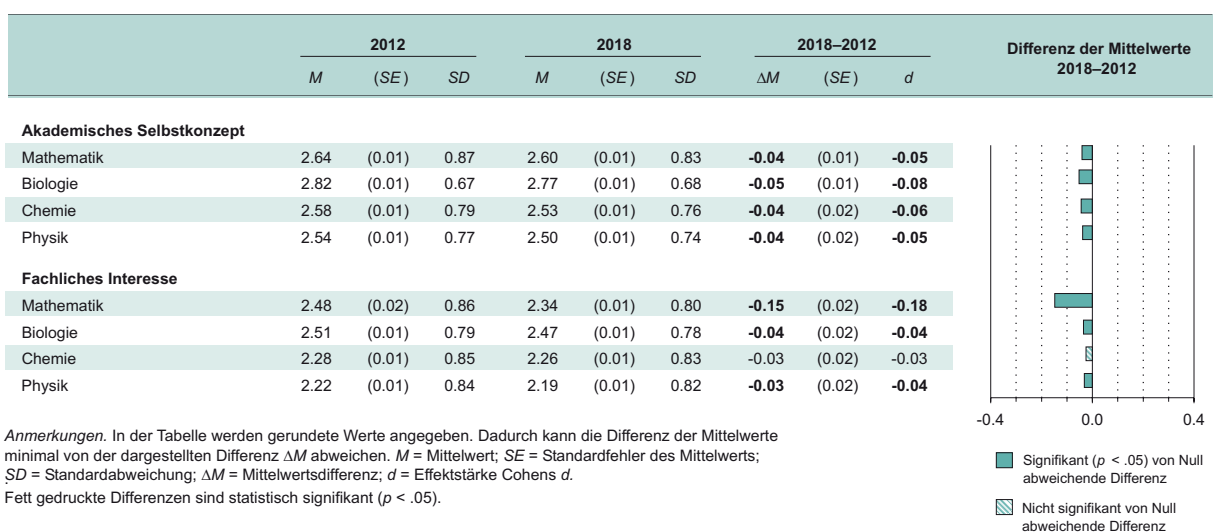 2012 2018 2018–2012 Differenz der Mittelwerte
2018–2012
M (SE) SD M (SE) SD ΔM (SE) d
Akademisches Selbstkonzept
Mathematik 2.64 (0.01) 0.87 2.60 (0.01) 0.83 -0.04 (0.01) -0.05
Biologie 2.82 (0.01) 0.67 2.77 (0.01) 0.68 -0.05 (0.01) -0.08
Chemie 2.58 (0.01) 0.79 2.53 (0.01) 0.76 -0.04 (0.02) -0.06
Physik 2.54 (0.01) 0.77 2.50 (0.01) 0.74 -0.04 (0.02) -0.05
Fachliches Interesse
Mathematik 2.48 (0.02) 0.86 2.34 (0.01) 0.80 -0.15 (0.02) -0.18
Biologie 2.51 (0.01) 0.79 2.47 (0.01) 0.78 -0.04 (0.02) -0.04
Chemie 2.28 (0.01) 0.85 2.26 (0.01) 0.83 -0.03 (0.02) -0.03
Physik 2.22 (0.01) 0.84 2.19 (0.01) 0.82 -0.03 (0.02) -0.04
-0.4 0.0 0.4
Anmerkungen. In der Tabelle werden gerundete Werte angegeben. Dadurch kann die Differenz der Mittelwerte
minimal von der dargestellten Differenz ΔM abweichen. M = Mittelwert; SE = Standardfehler des Mittelwerts;
SD = Standardabweichung; ΔM = Mittelwertsdifferenz; d = Effektstärke Cohens d.
Fett gedruckte Differenzen sind statistisch signifikant (p < .05).
Signifikant (p < .05) von Null
abweichende Differenz
Nicht signifikant von Null
abweichende Differenz